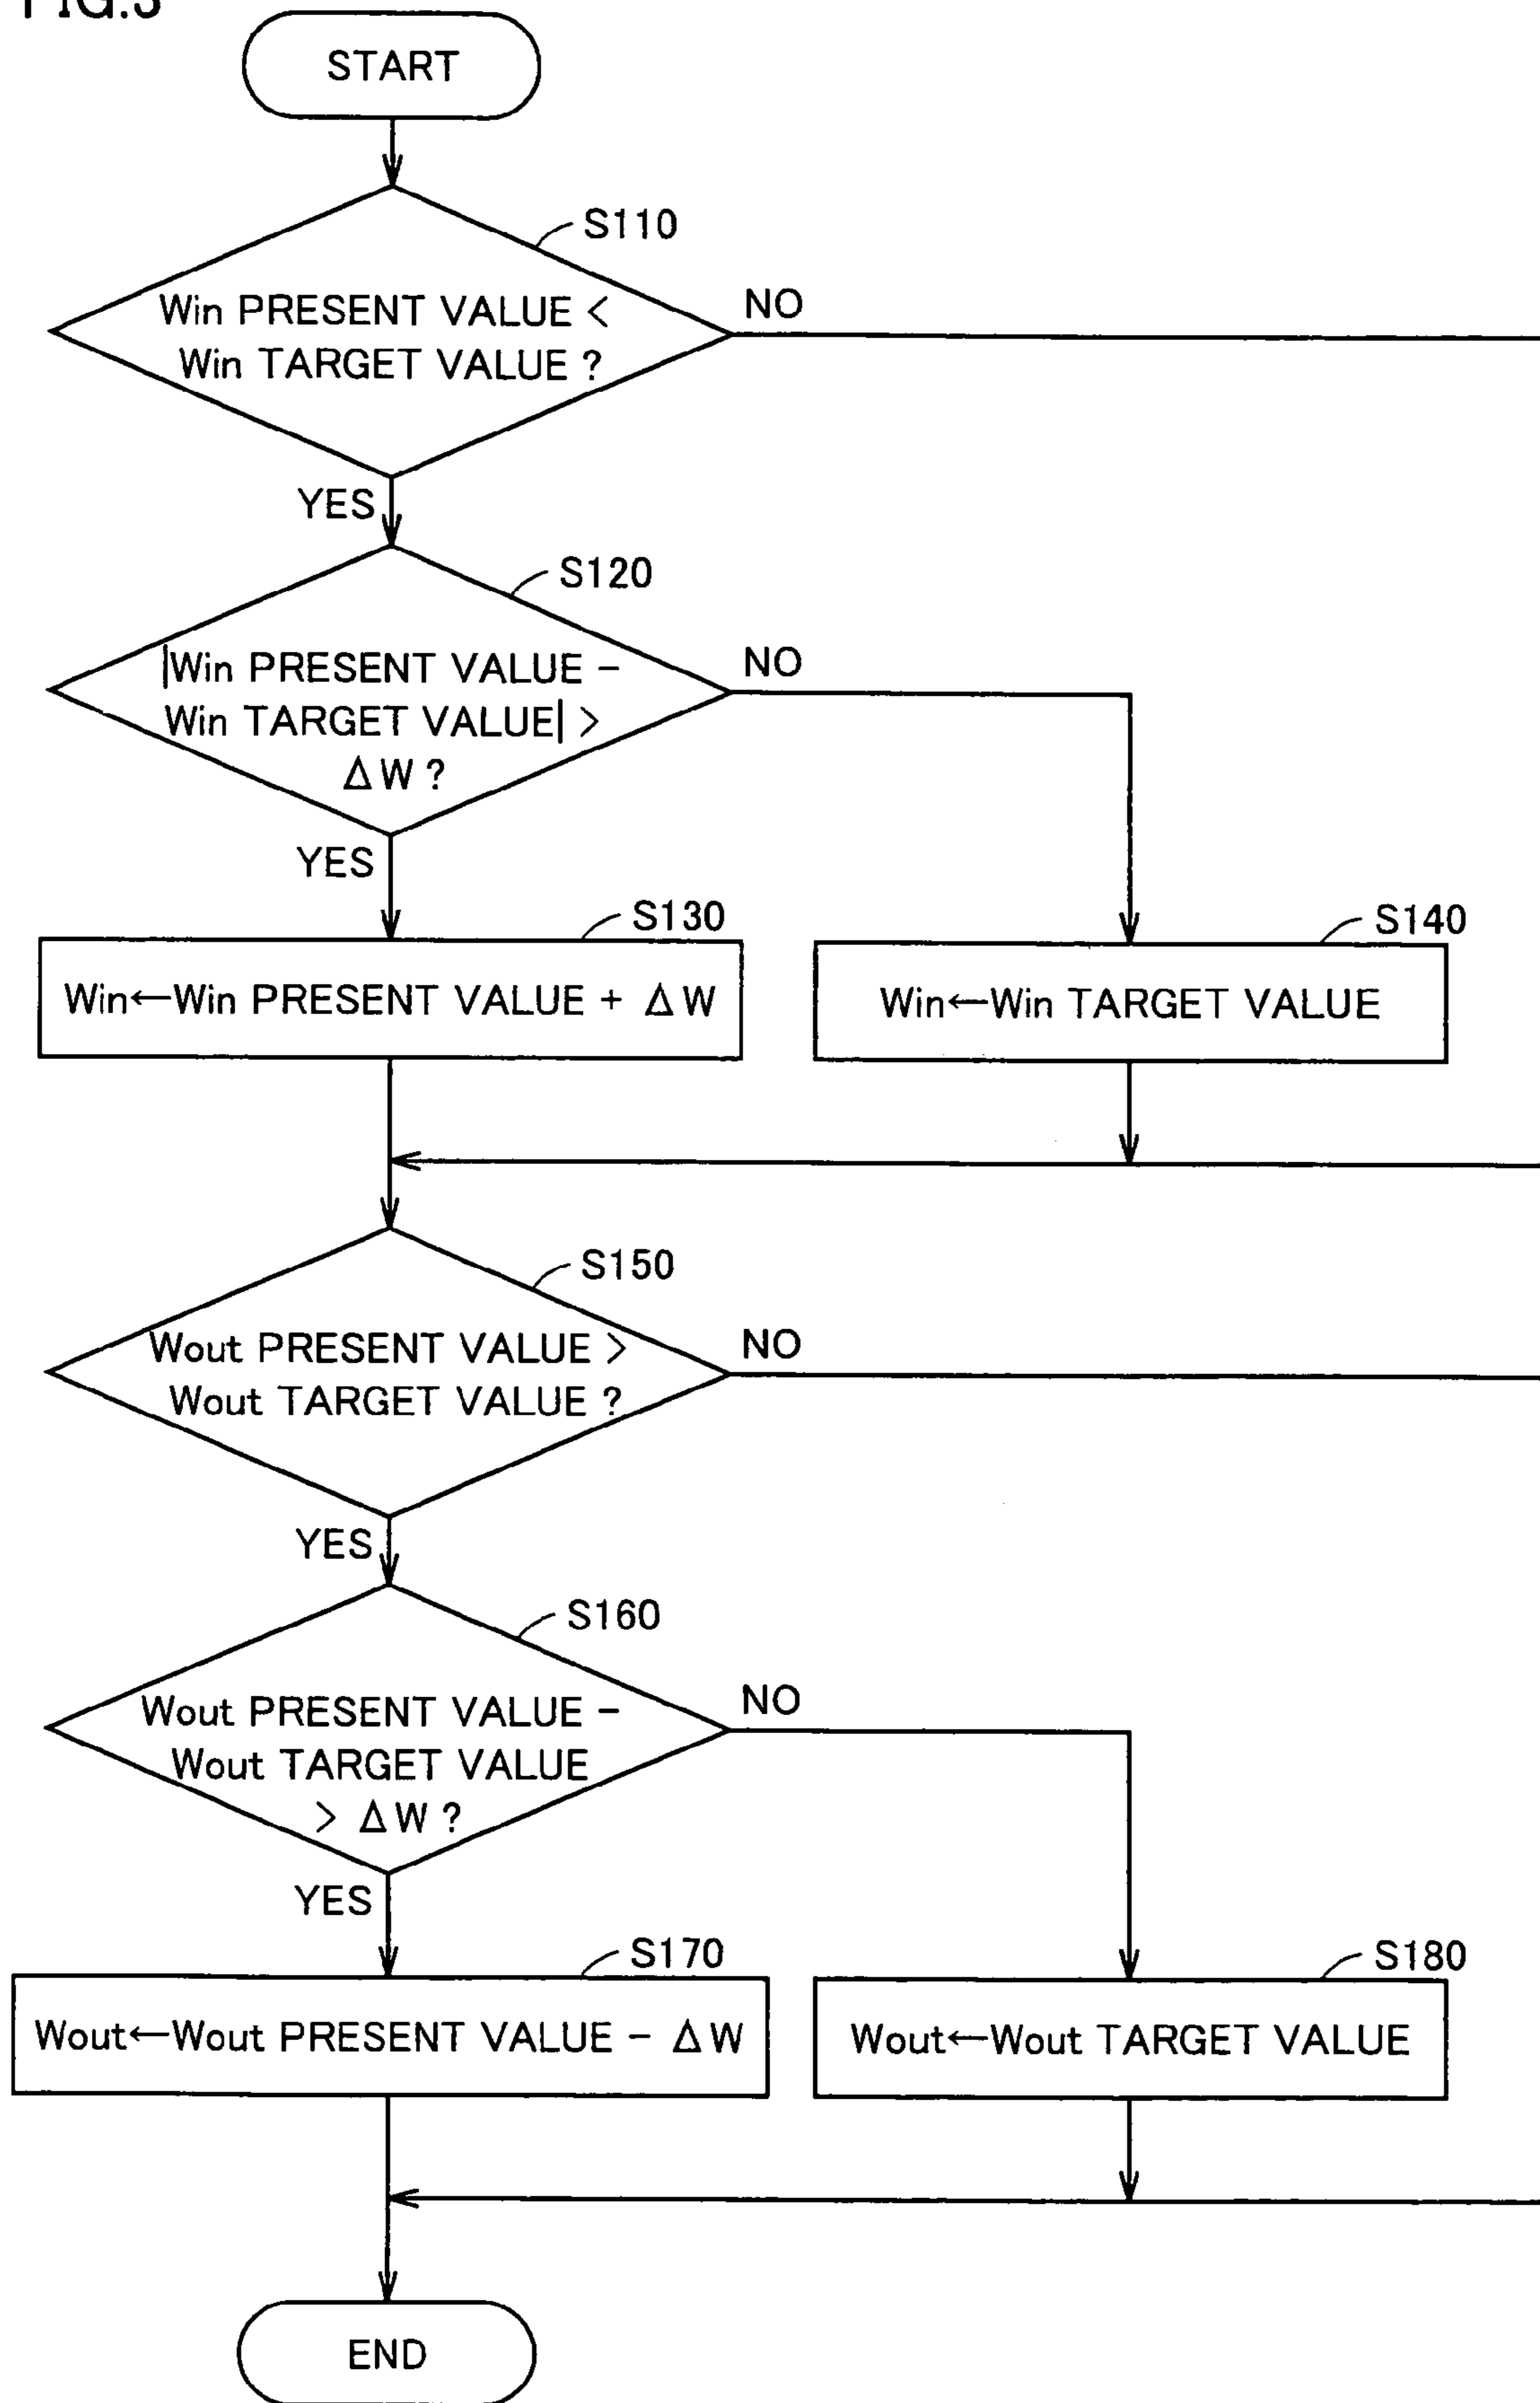 FIG.3
START
S110
Win PRESENT VALUE <
Win TARGET VALUE ?
NO
YES
S120
|Win PRESENT VALUE -
Win TARGET VALUE| >
ΔW ?
NO
YES
S130
Win←Win PRESENT VALUE + ΔW
S140
Win←Win TARGET VALUE
S150
Wout PRESENT VALUE >
Wout TARGET VALUE ?
NO
YES
S160
Wout PRESENT VALUE -
Wout TARGET VALUE
> ΔW ?
NO
YES
S170
Wout←Wout PRESENT VALUE - ΔW
S180
Wout←Wout TARGET VALUE
END